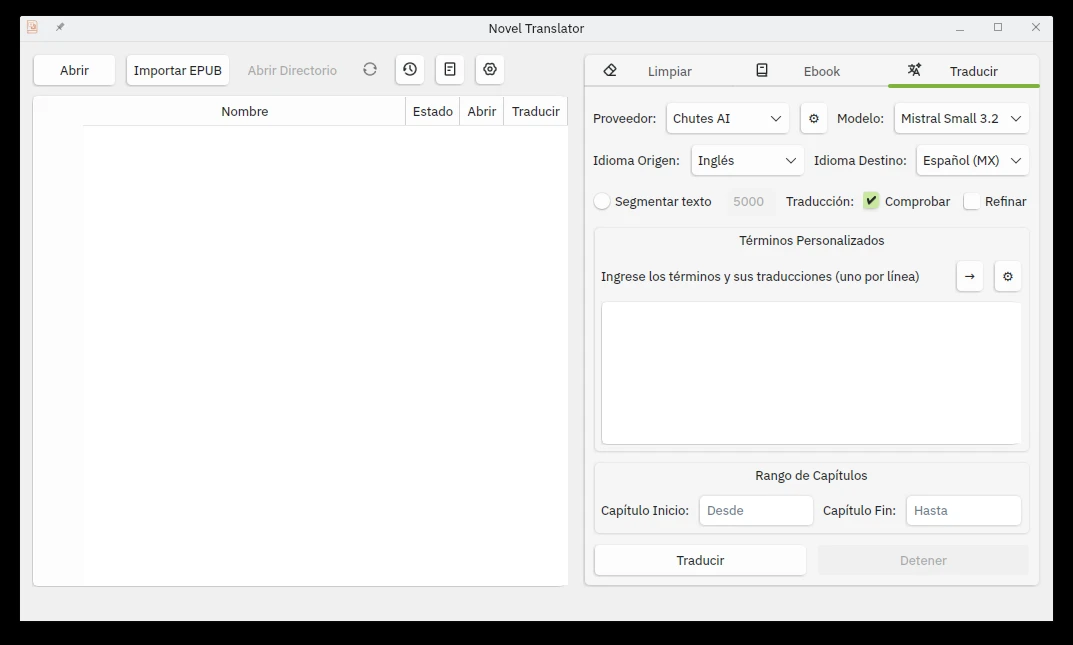 Novel Translator
Abrir Importar EPUB Abrir Directorio
Nombre Estado Abrir Traducir
Limpiar Ebook Traducir
Proveedor: Chutes AI Modelo: Mistral Small 3.2
Idioma Origen: Inglés Idioma Destino: Español (MX)
Segmentar texto 5000 Traducción: Comprobar Refinar
Términos Personalizados
Ingrese los términos y sus traducciones (uno por línea) →
Rango de Capítulos
Capítulo Inicio: Desde Capítulo Fin: Hasta
Traducir Detener